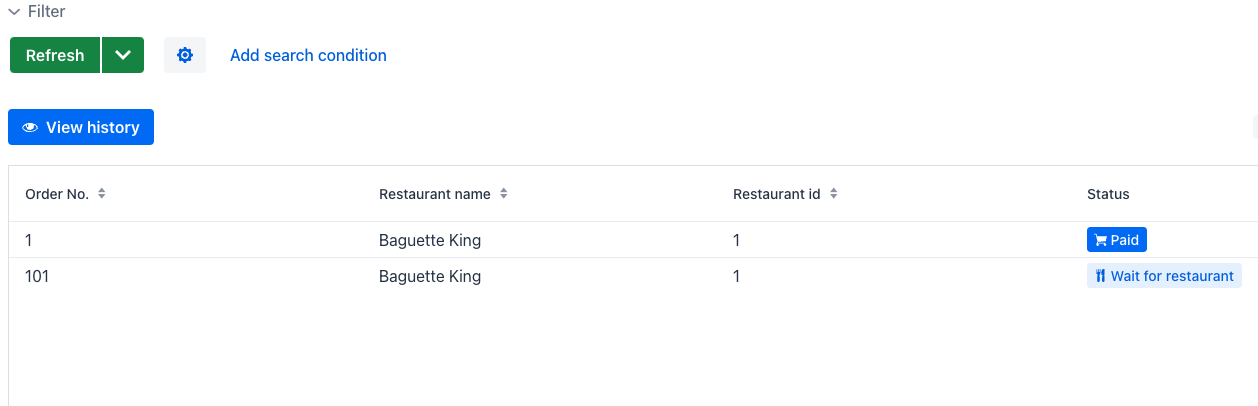 Filter
Refresh Add search condition
View history
Order No. Restaurant name Restaurant id Status
1 Baguette King 1 Paid
101 Baguette King 1 Wait for restaurant